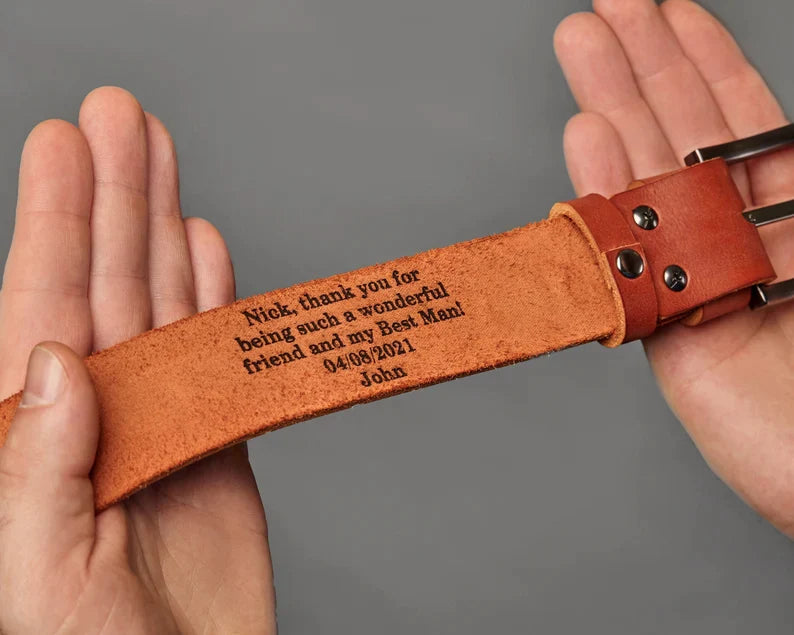 Nick, thank you for
being such a wonderful
friend and my Best Man!
04/08/2021
John